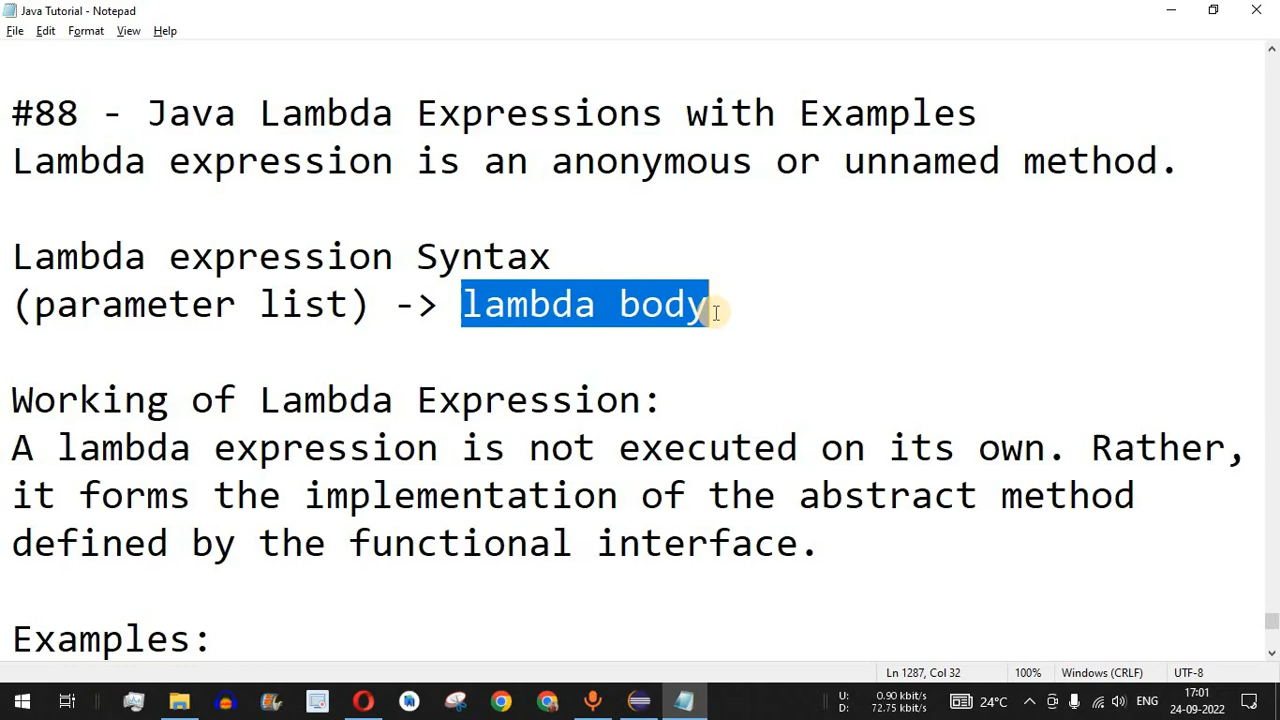 Java Tutorial - Notepad
File Edit Format View Help
#88 - Java Lambda Expressions with Examples
Lambda expression is an anonymous or unnamed method.
Lambda expression Syntax
(parameter list) -> lambda body
Working of Lambda Expression:
A lambda expression is not executed on its own. Rather,
it forms the implementation of the abstract method
defined by the functional interface.
Examples:
Ln 1287, Col 32 100% Windows (CRLF) UTF-8
U: 0.90 kbit/s
D: 72.75 kbit/s
24°C
ENG
17:01
24-09-2022